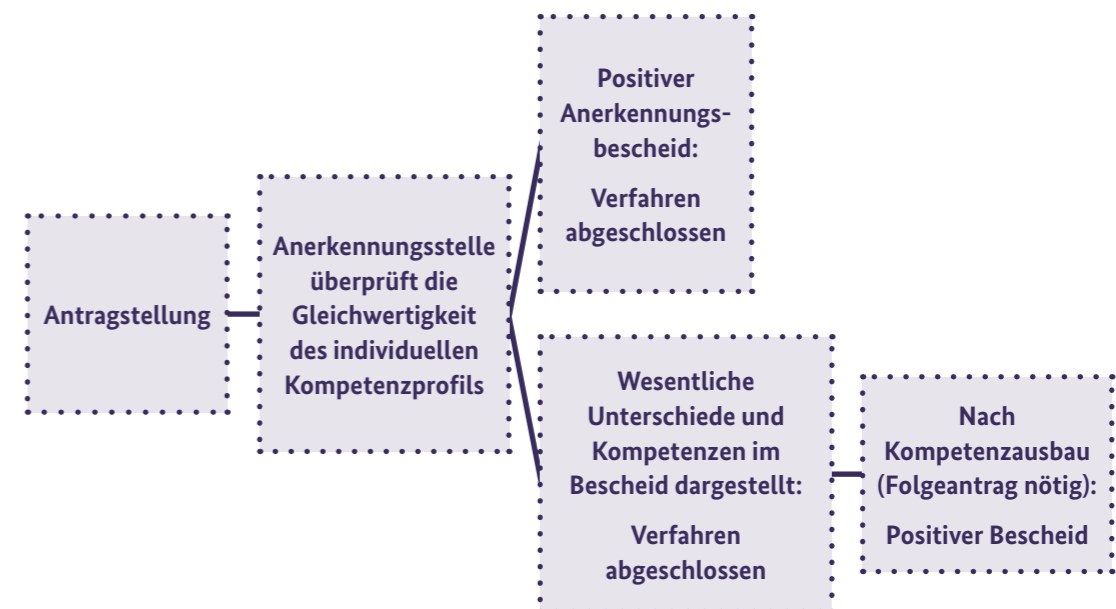 Antragstellung
Anerkennungsstelle
überprüft die
Gleichwertigkeit
des individuellen
Kompetenzprofils
Positiver
Anerkennungs-
bescheid:
Verfahren
abgeschlossen
Wesentliche
Unterschiede und
Kompetenzen im
Bescheid dargestellt:
Verfahren
abgeschlossen
Nach
Kompetenzausbau
(Folgeantrag nötig):
Positiver Bescheid